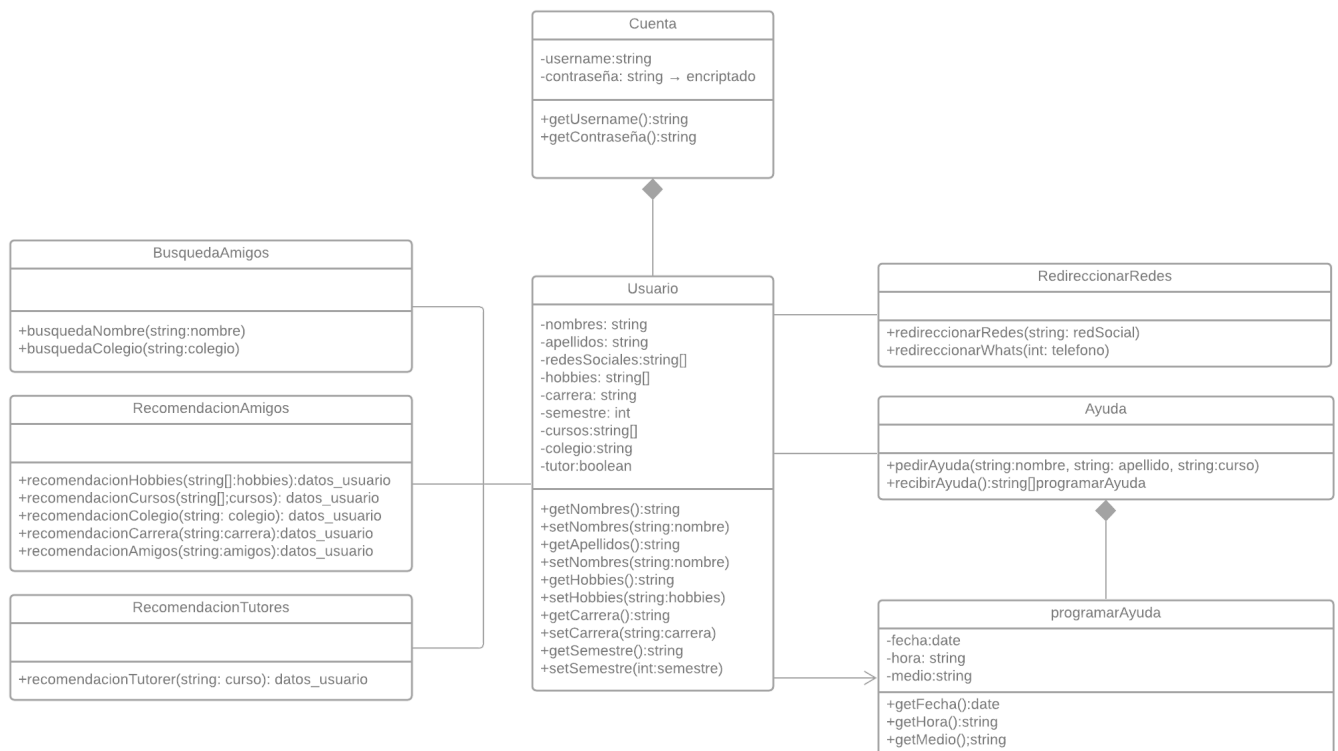 Cuenta
-username:string
-contraseña: string → encriptado
+getUsername():string
+getContraseña():string
BusquedaAmigos
+busquedaNombre(string:nombre)
+busquedaColegio(string:colegio)
RecomendacionAmigos
+recomendacionHobbies(string[]:hobbies):datos_usuario
+recomendacionCursos(string[];cursos): datos_usuario
+recomendacionColegio(string: colegio): datos_usuario
+recomendacionCarrera(string:carrera):datos_usuario
+recomendacionAmigos(string:amigos):datos_usuario
RecomendacionTutores
+recomendacionTutorer(string: curso): datos_usuario
Usuario
-nombres: string
-apellidos: string
-redesSociales:string[]
-hobbies: string[]
-carrera: string
-semestre: int
-cursos:string[]
-colegio:string
-tutor:boolean
+getNombres():string
+setNombres(string:nombre)
+getApellidos():string
+setNombres(string:nombre)
+getHobbies():string
+setHobbies(string:hobbies)
+getCarrera():string
+setCarrera(string:carrera)
+getSemestre():string
+setSemestre(int:semestre)
RedireccionarRedes
+redireccionarRedes(string: redSocial)
+redireccionarWhats(int: telefono)
Ayuda
+pedirAyuda(string:nombre, string: apellido, string:curso)
+recibirAyuda():string[]programarAyuda
programarAyuda
-fecha:date
-hora: string
-medio:string
+getFecha():date
+getHora():string
+getMedio();string